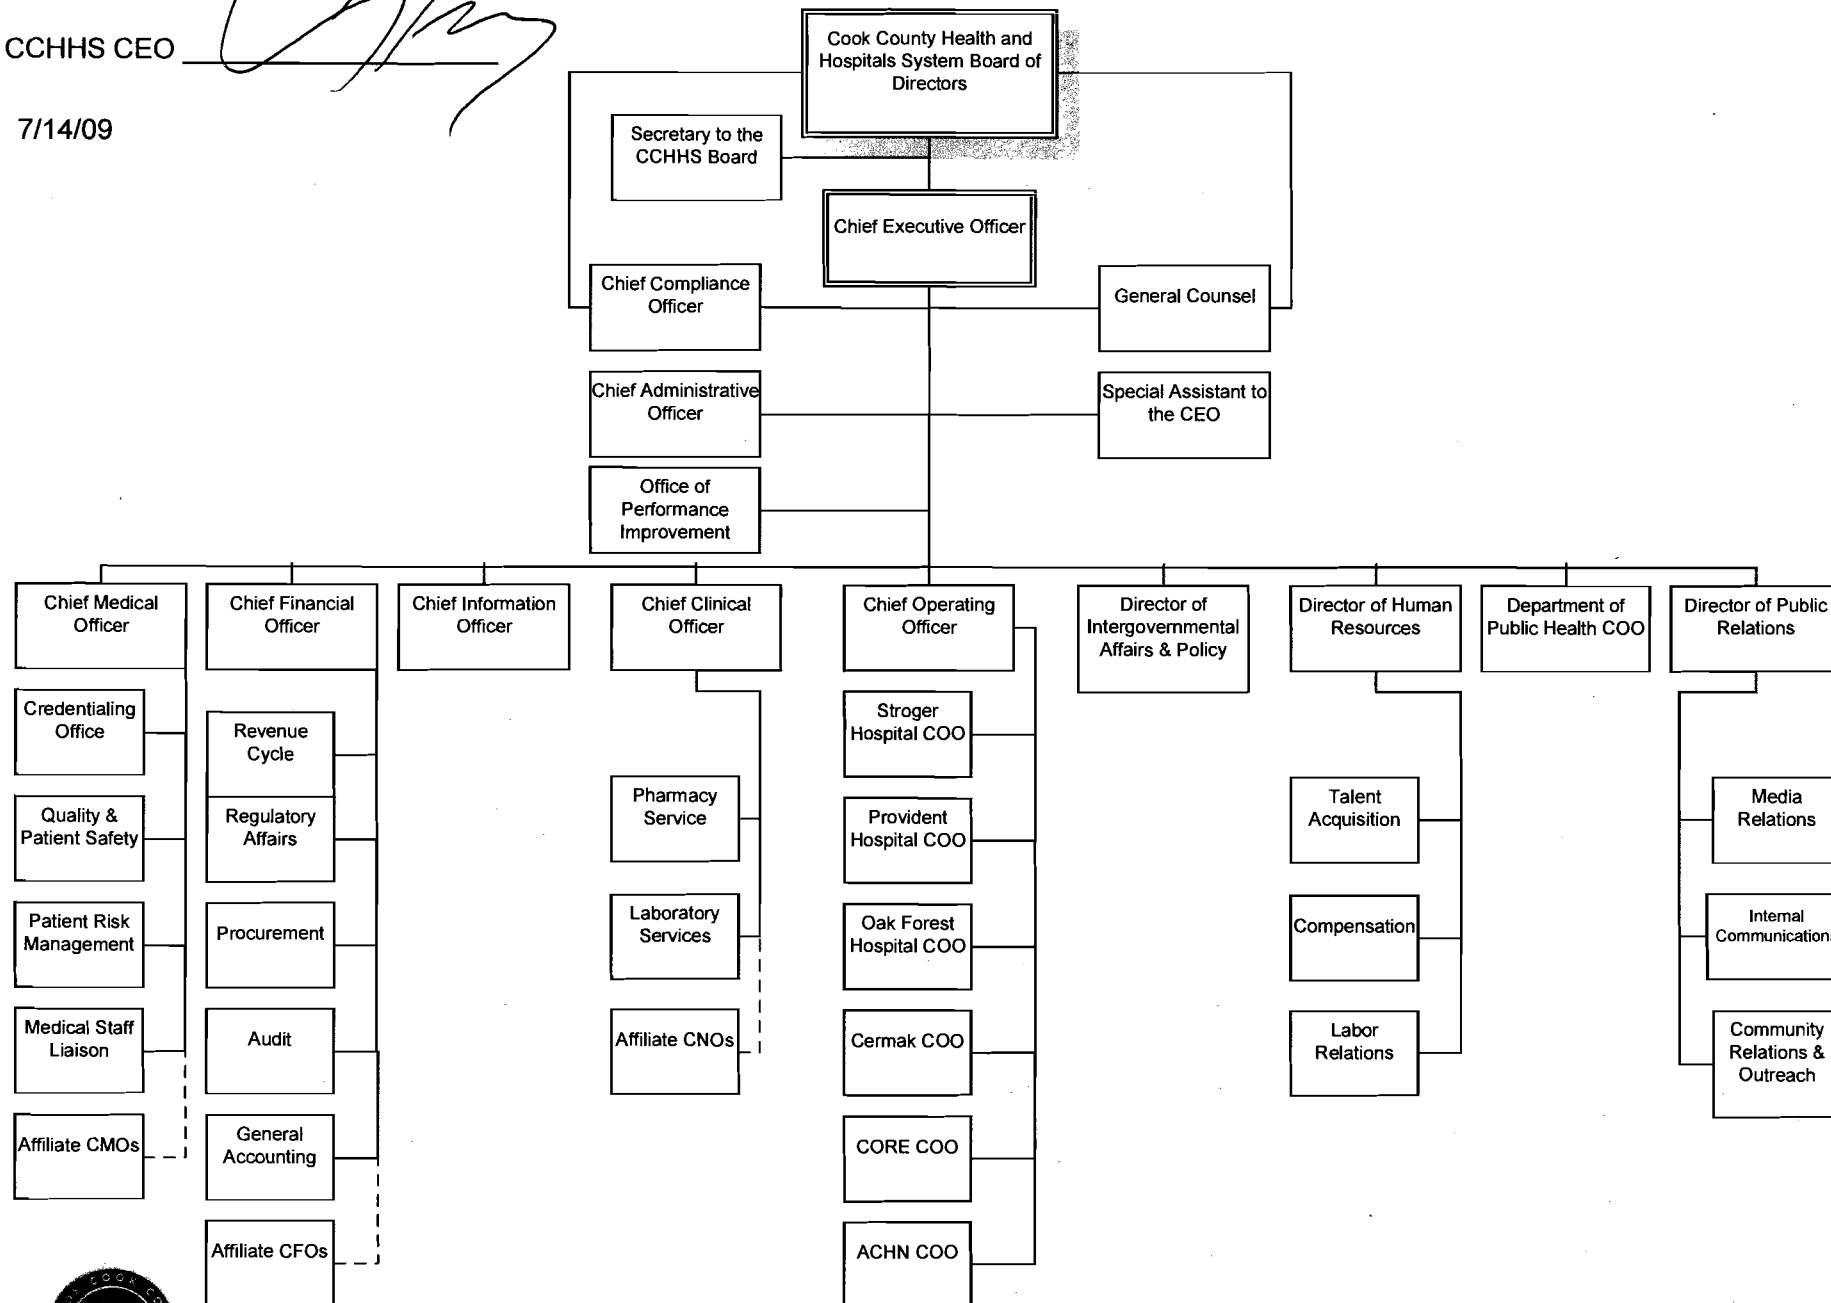 CCHHS CEO
7/14/09
Cook County Health and
Hospitals System Board of
Directors
Secretary to the
CCHHS Board
Chief Executive Officer
Chief Compliance
Officer
General Counsel
Chief Administrative
Officer
Special Assistant to
the CEO
Office of
Performance
Improvement
Chief Medical
Officer
Chief Financial
Officer
Chief Information
Officer
Chief Clinical
Officer
Chief Operating
Officer
Director of
Intergovernmental
Affairs & Policy
Director of Human
Resources
Department of
Public Health COO
Director of Public
Relations
Credentialing
Office
Quality &
Patient Safety
Patient Risk
Management
Medical Staff
Liaison
Affiliate CMOs
Revenue
Cycle
Regulatory
Affairs
Procurement
Audit
General
Accounting
Affiliate CFOs
Pharmacy
Service
Laboratory
Services
Affiliate CNOs
Stroger
Hospital COO
Provident
Hospital COO
Oak Forest
Hospital COO
Cermak COO
CORE COO
ACHN COO
Talent
Acquisition
Compensation
Labor
Relations
Media
Relations
Internal
Communications
Community
Relations &
Outreach